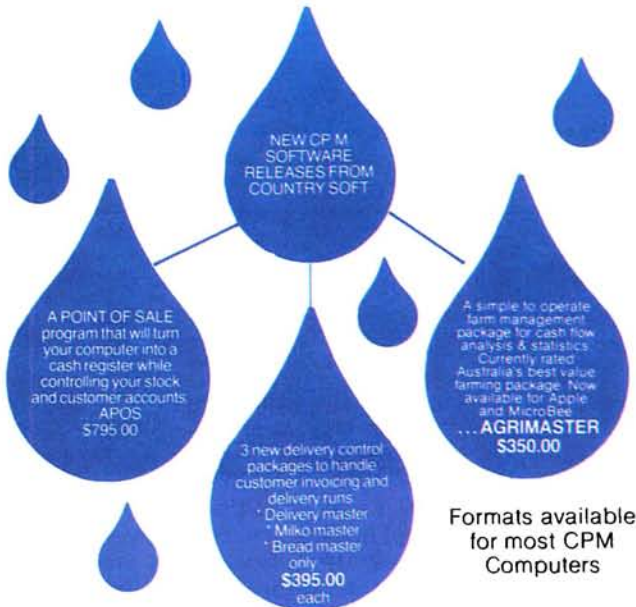 NEW CP M
SOFTWARE
RELEASES FROM
COUNTRY SOFT
A POINT OF SALE
program that will turn
your computer into a
cash register while
controlling your stock
and customer accounts
...APOS
$795 00
3 new delivery control
packages to handle
customer invoicing and
delivery runs
* Delivery master
* Milko master
* Bread master
only
$395.00
each
A simple to operate
farm management
package for cash flow
analysis & statistics
Currently rated
Australia's best value
farming package. Now
available for Apple
and MicroBee
...AGRIMASTER
$350.00
Formats available
for most CPM
Computers